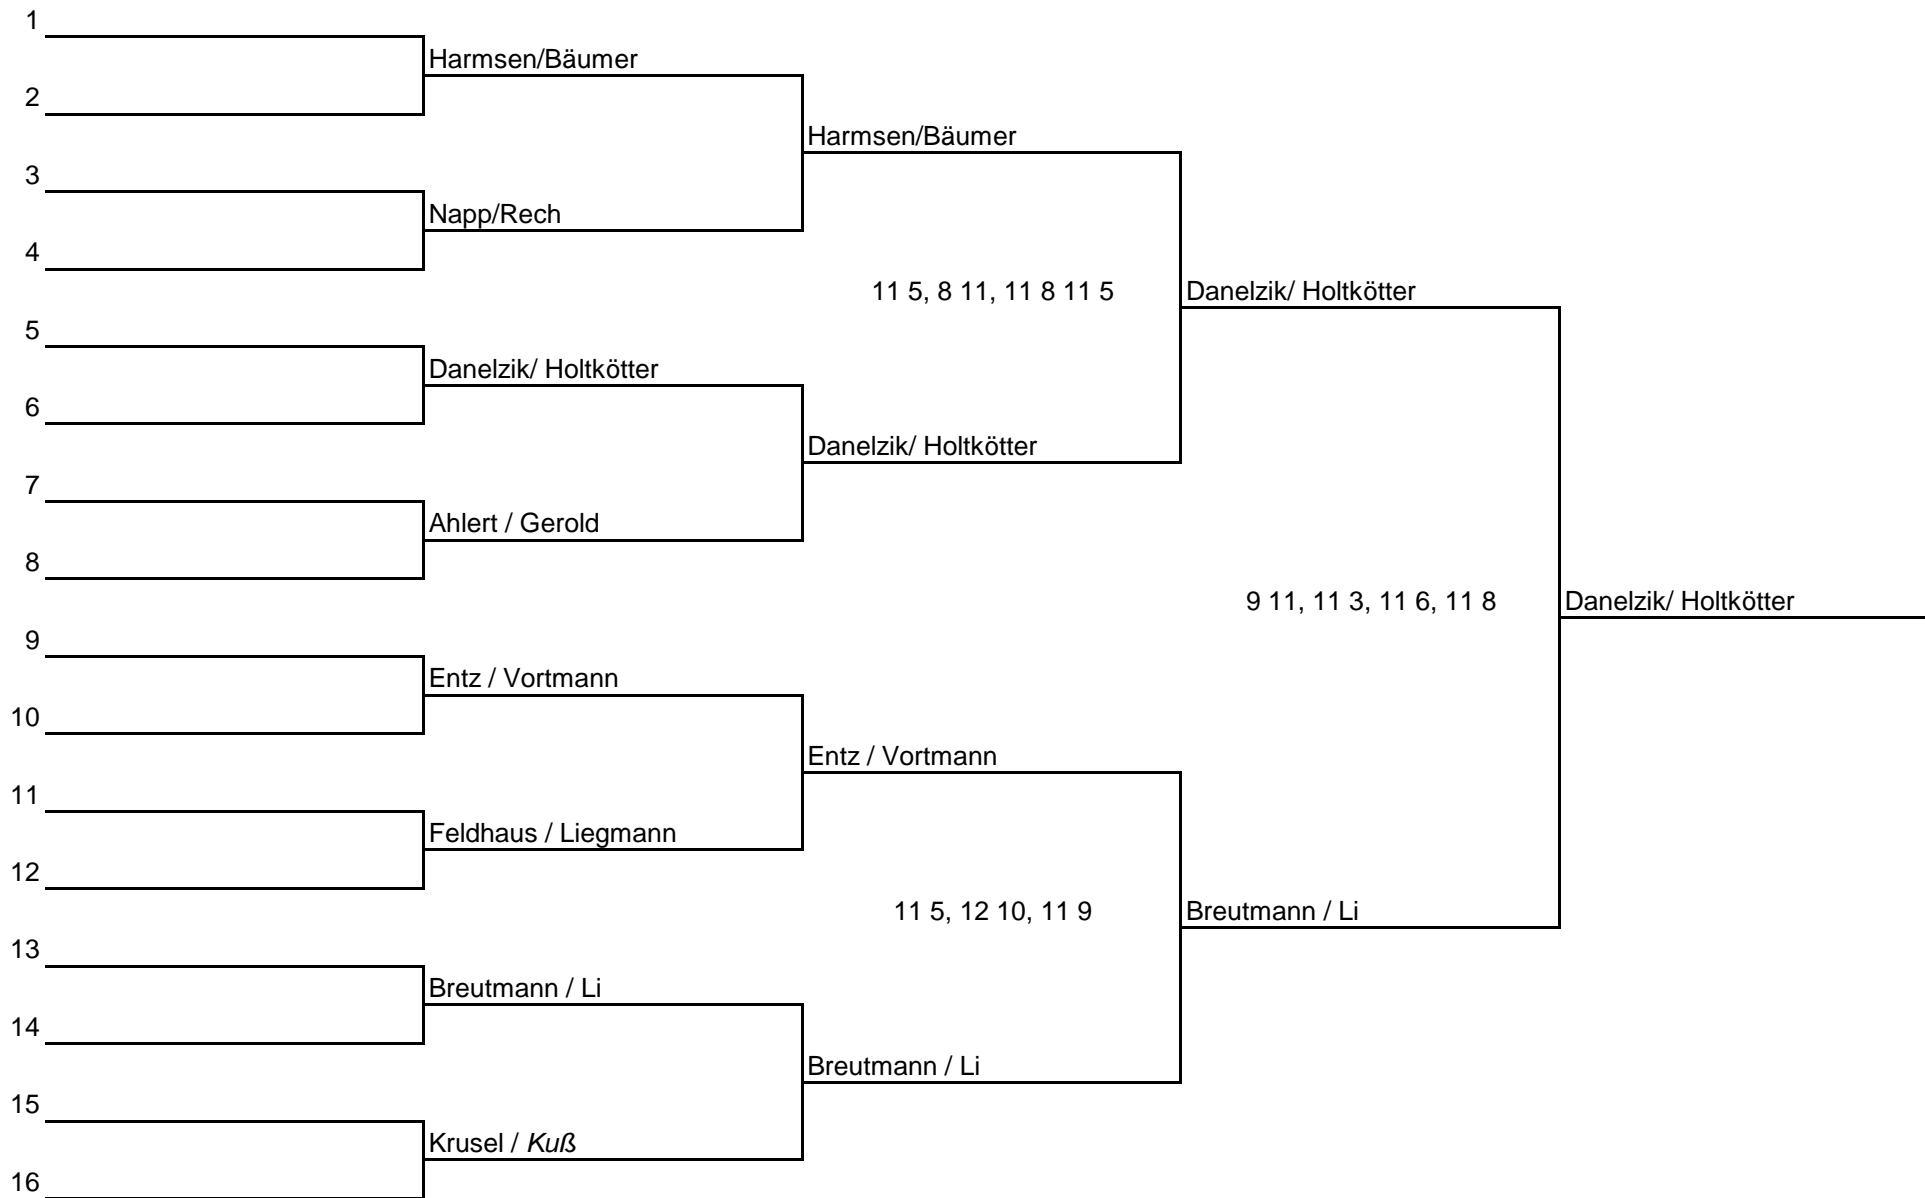 1
Harmsen/Bäumer
2
Harmsen/Bäumer
3
Napp/Rech
4
11 5, 8 11, 11 8 11 5
Danelzik/ Holtkötter
5
Danelzik/ Holtkötter
6
Danelzik/ Holtkötter
7
Ahlert / Gerold
8
9 11, 11 3, 11 6, 11 8
Danelzik/ Holtkötter
9
Entz / Vortmann
10
Entz / Vortmann
11
Feldhaus / Liegmann
12
11 5, 12 10, 11 9
Breutmann / Li
13
Breutmann / Li
14
Breutmann / Li
15
Krusel / Kuß
16